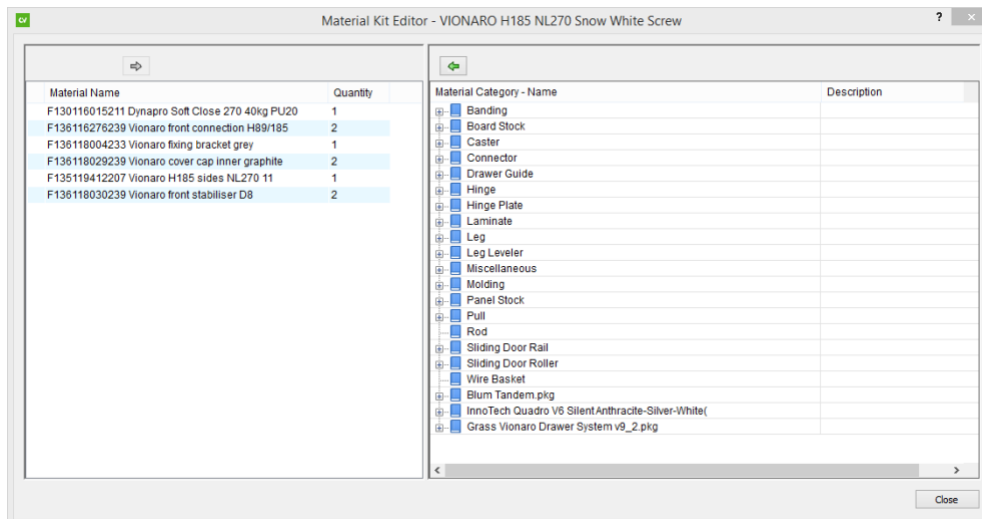 CV Material Kit Editor - VIONARO H185 NL270 Snow White Screw ? ×
Material Name Quantity
F130116015211 Dynapro Soft Close 270 40kg PU20 1
F136116276239 Vionaro front connection H89/185 2
F136118004233 Vionaro fixing bracket grey 1
F136118029239 Vionaro cover cap inner graphite 2
F135119412207 Vionaro H185 sides NL270 11 1
F136118030239 Vionaro front stabiliser D8 2
Material Category - Name Description
Banding
Board Stock
Caster
Connector
Drawer Guide
Hinge
Hinge Plate
Laminate
Leg
Leg Leveler
Miscellaneous
Molding
Panel Stock
Pull
Rod
Sliding Door Rail
Sliding Door Roller
Wire Basket
Blum Tandem.pkg
InnoTech Quadro V6 Silent Anthracite-Silver-White(
Grass Vionaro Drawer System v9_2.pkg
Close